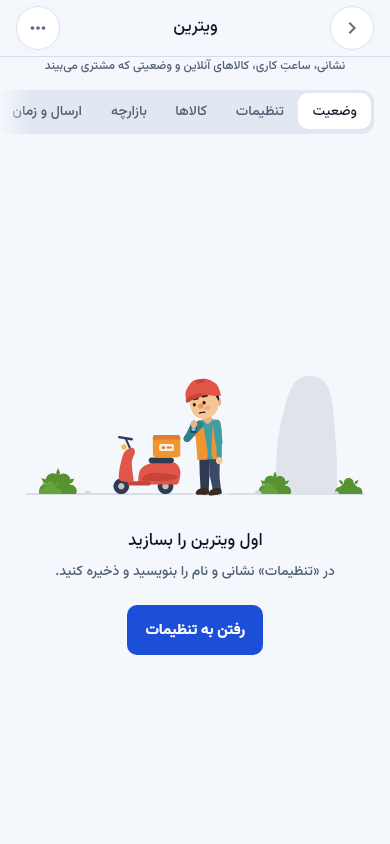 ویترین
نشانی، ساعتِ کاری، کالاهای آنلاین و وضعیتی که مشتری می‌بیند
وضعیت
تنظیمات
کالاها
بازارچه
ارسال و زمان
اول ویترین را بسازید
در «تنظیمات» نشانی و نام را بنویسید و ذخیره کنید.
رفتن به تنظیمات